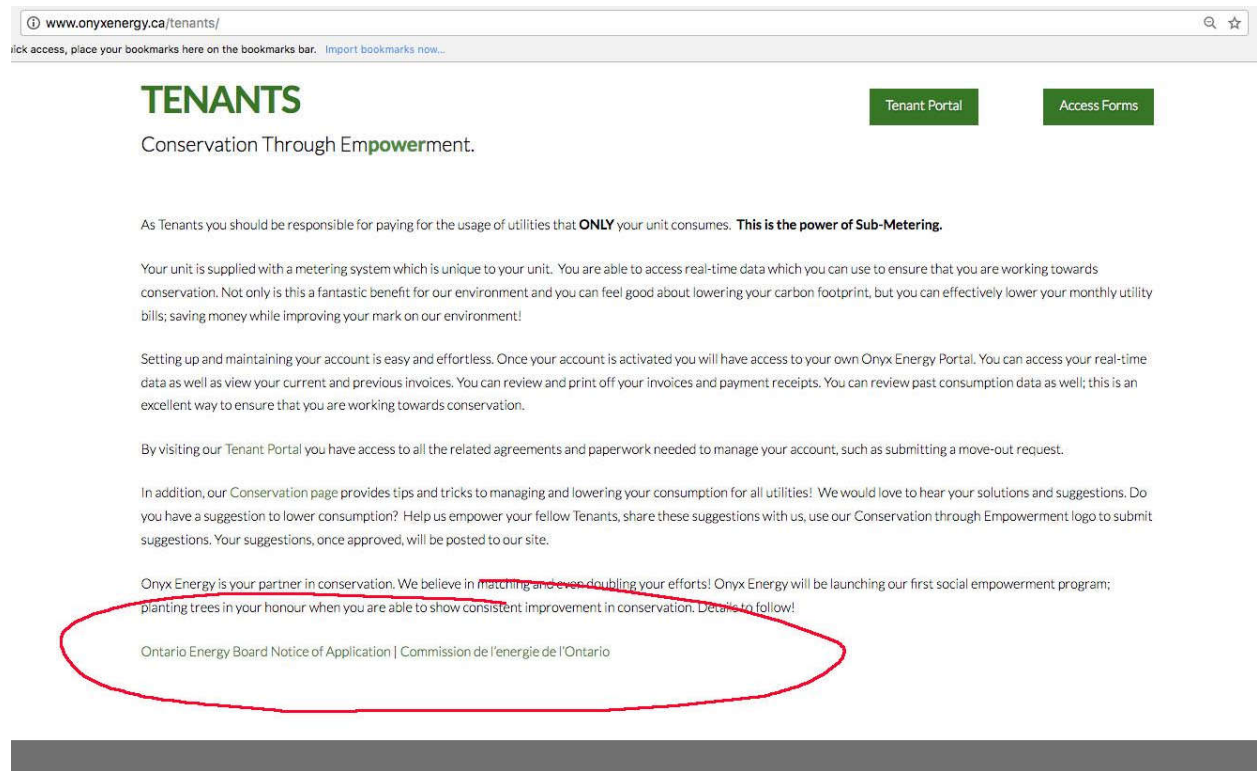 www.onyxenergy.ca/tenants/
ick access, place your bookmarks here on the bookmarks bar. Import bookmarks now...
TENANTS
Tenant Portal
Access Forms
Conservation Through Empowerment.
As Tenants you should be responsible for paying for the usage of utilities that ONLY your unit consumes. This is the power of Sub-Metering.
Your unit is supplied with a metering system which is unique to your unit. You are able to access real-time data which you can use to ensure that you are working towards
conservation. Not only is this a fantastic benefit for our environment and you can feel good about lowering your carbon footprint, but you can effectively lower your monthly utility
bills; saving money while improving your mark on our environment!
Setting up and maintaining your account is easy and effortless. Once your account is activated you will have access to your own Onyx Energy Portal. You can access your real-time
data as well as view your current and previous invoices. You can review and print off your invoices and payment receipts. You can review past consumption data as well; this is an
excellent way to ensure that you are working towards conservation.
By visiting our Tenant Portal you have access to all the related agreements and paperwork needed to manage your account, such as submitting a move-out request.
In addition, our Conservation page provides tips and tricks to managing and lowering your consumption for all utilities! We would love to hear your solutions and suggestions. Do
you have a suggestion to lower consumption? Help us empower your fellow Tenants, share these suggestions with us, use our Conservation through Empowerment logo to submit
suggestions. Your suggestions, once approved, will be posted to our site.
Onyx Energy is your partner in conservation. We believe in matching and even doubling your efforts! Onyx Energy will be launching our first social empowerment program;
planting trees in your honour when you are able to show consistent improvement in conservation. Details to follow!
Ontario Energy Board Notice of Application | Commission de l'energie de l'Ontario